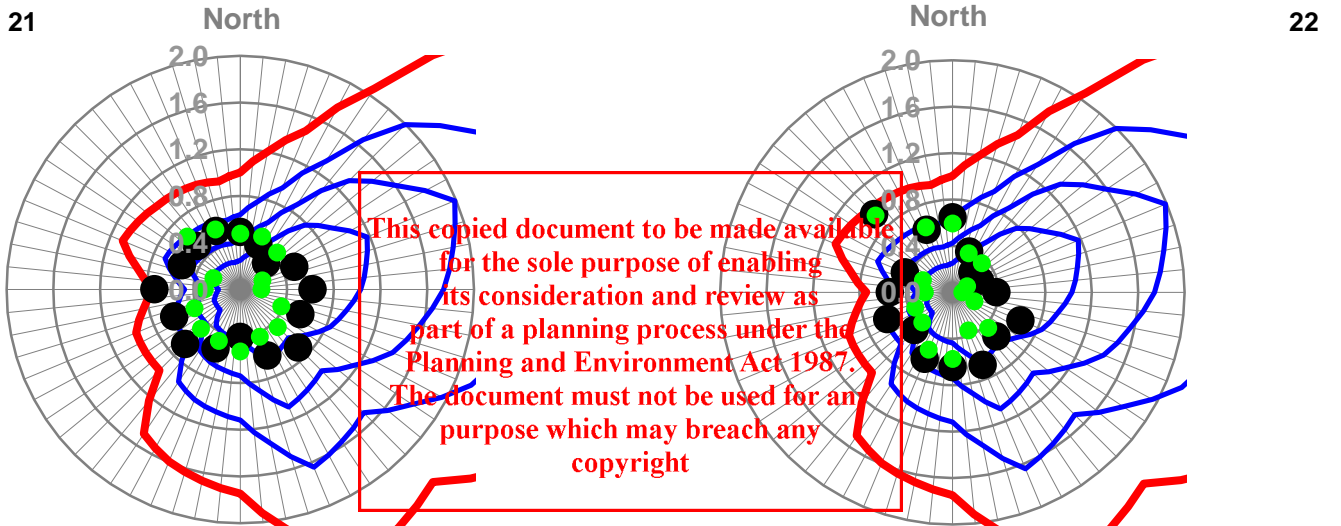 21
North
2.0
1.6
1.2
0.8
0.4
0.0
North
22
2.0
1.6
1.2
0.8
0.4
0.0
This copied document to be made available
for the sole purpose of enabling
its consideration and review as
part of a planning process under the
Planning and Environment Act 1987.
The document must not be used for any
purpose which may breach any
copyright